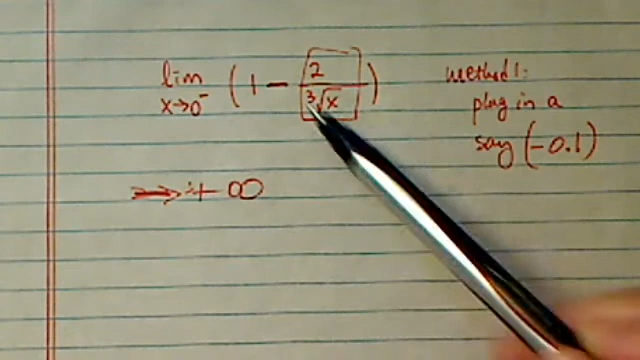 lim x→0⁻ (1 - 2/∛x)
→ + ∞
method 1:
plug in a
say (-0.1)